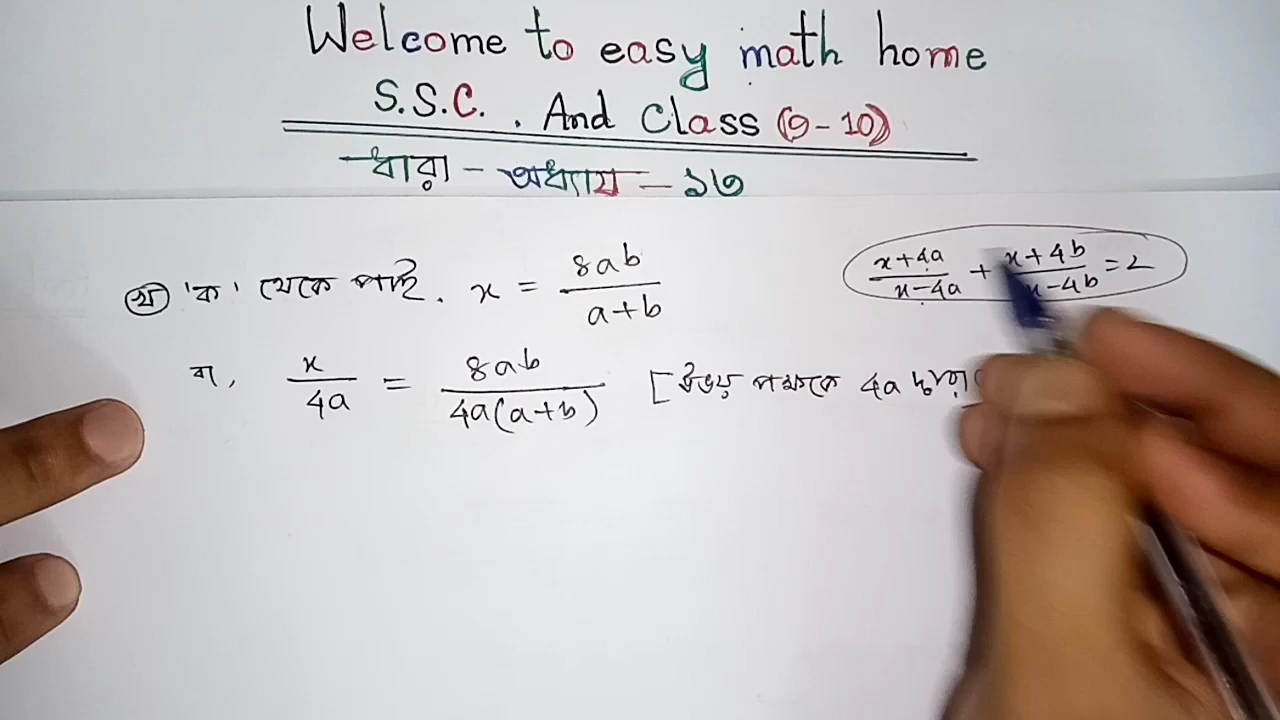 Welcome to easy math home
S.S.C. . And Class (9-10)
ধারা - অধ্যায় - ১৩
(খ) 'ক' থেকে পাই. x = 8ab / a+b
x+4a / x-4a + x+4b / x-4b = 2
বা, x / 4a = 8ab / 4a(a+b) [উভয় পক্ষকে 4a দ্বারা